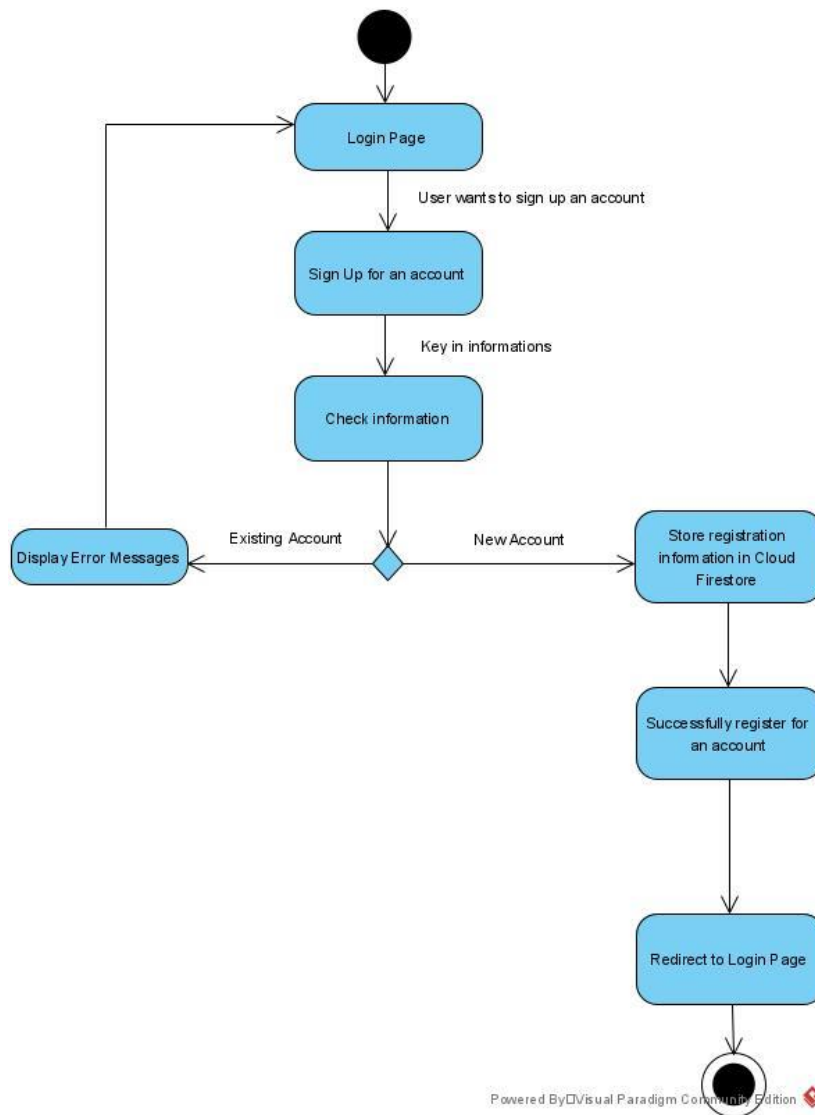 Login Page
User wants to sign up an account
Sign Up for an account
Key in informations
Check information
Existing Account
New Account
Display Error Messages
Store registration
information in Cloud
Firestore
Successfully register for
an account
Redirect to Login Page
Powered By Visual Paradigm Community Edition